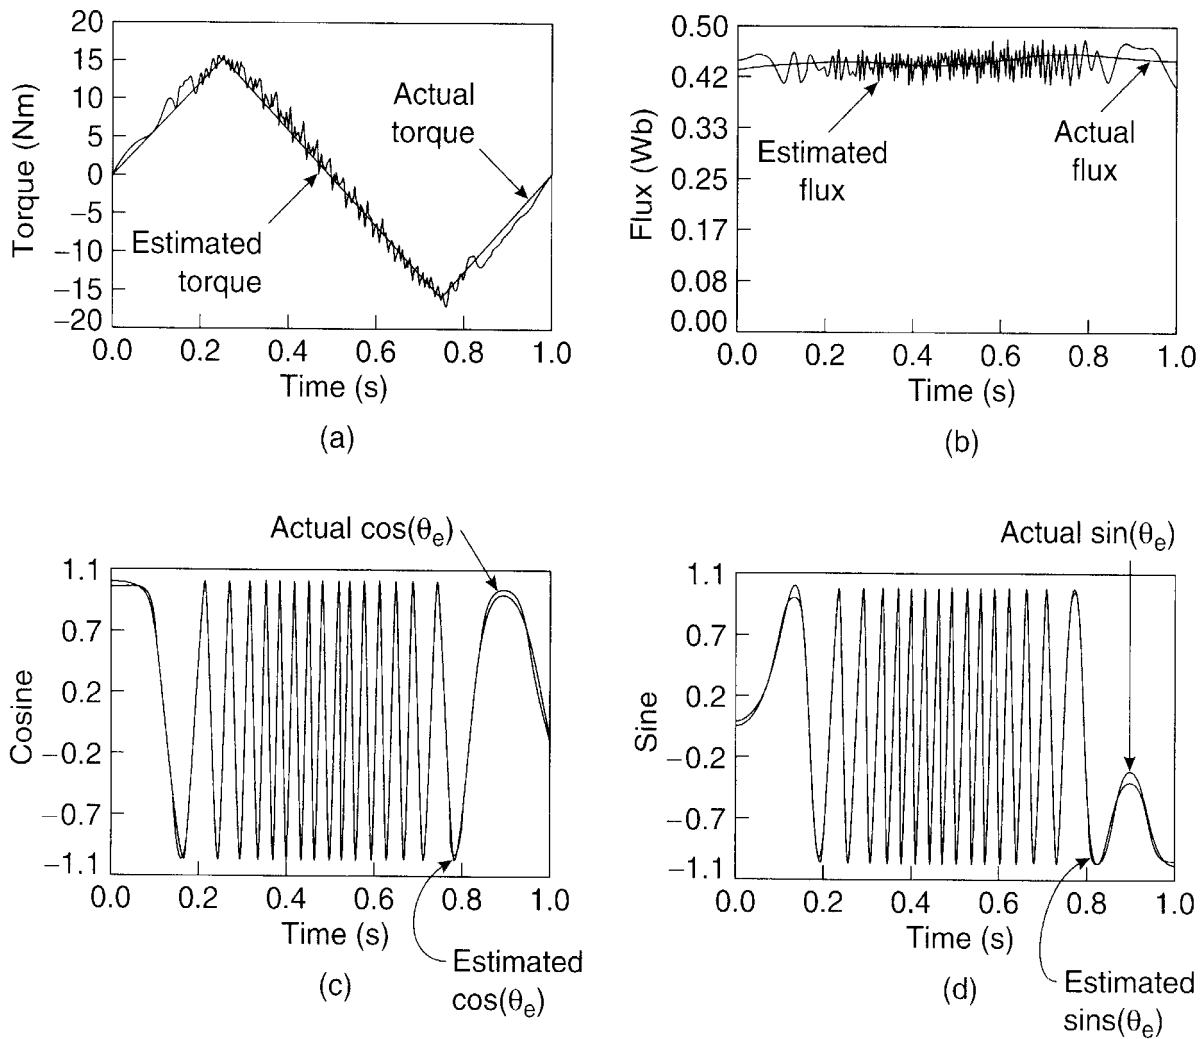 20
15
10
5
0
−5
−10
−15
−20
Torque (Nm)
Actual
torque
Estimated
torque
0.0 0.2 0.4 0.6 0.8 1.0
Time (s)
(a)
0.50
0.42
0.33
0.25
0.17
0.08
0.00
Flux (Wb)
Estimated
flux
Actual
flux
0.0 0.2 0.4 0.6 0.8 1.0
Time (s)
(b)
Actual cos(θe)
1.1
0.7
0.2
−0.2
−0.7
−1.1
Cosine
0.0 0.2 0.4 0.6 0.8 1.0
Time (s)
Estimated
cos(θe)
(c)
Actual sin(θe)
1.1
0.7
0.2
−0.2
−0.7
−1.1
Sine
0.0 0.2 0.4 0.6 0.8 1.0
Time (s)
Estimated
sins(θe)
(d)